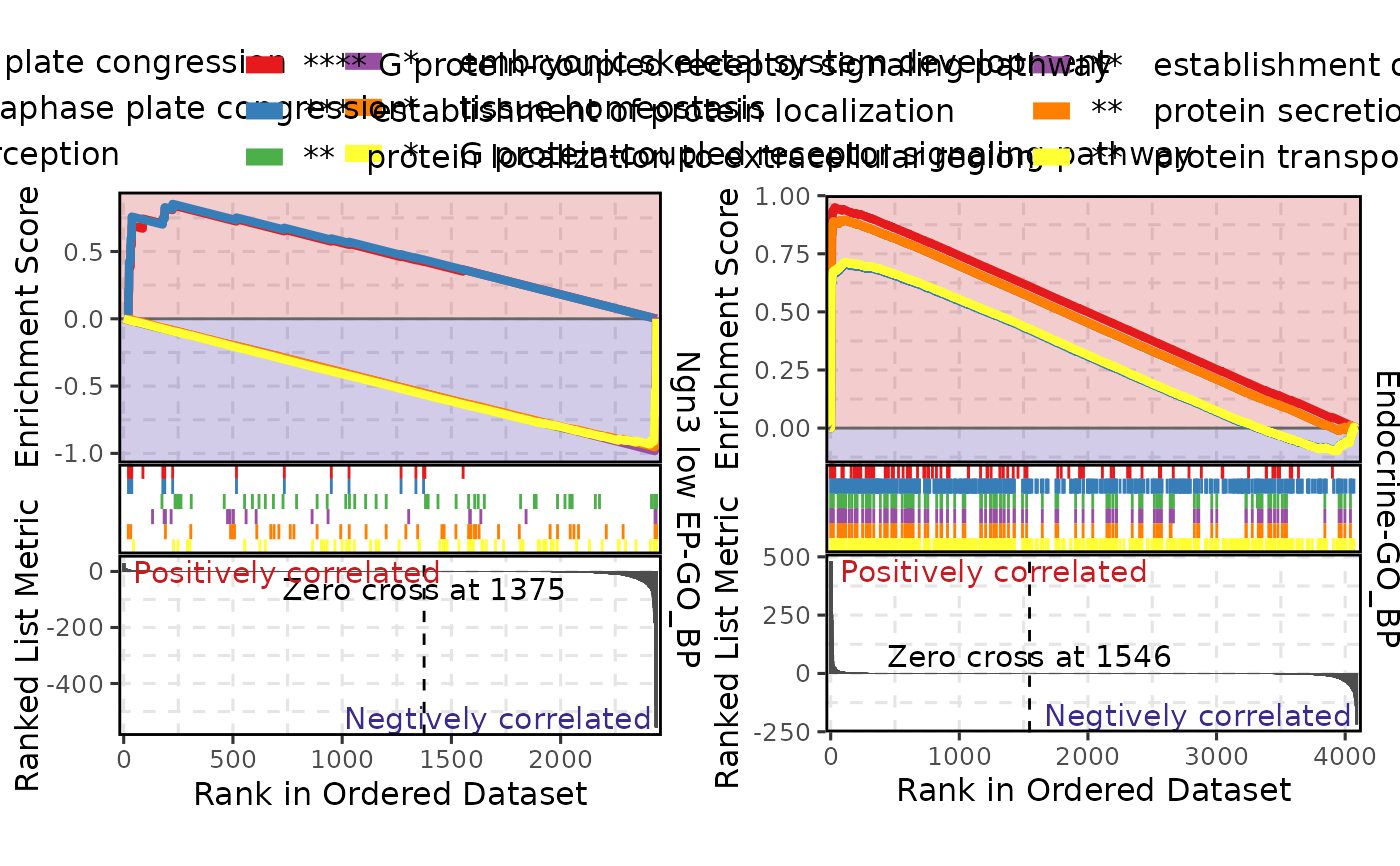 plate congression
* embryonic skeletal system development
aphase plate congression
* tissue homeostasis
rception
* G protein-coupled receptor signaling pathway
**** G protein-coupled receptor signaling pathway
** establishment o
establishment of protein localization
** protein secretio
** protein localization to extracellular region
** protein transpo
Enrichment Score
0.5
0.0
-0.5
-1.0
Ranked List Metric
0
-200
-400
Positively correlated
Zero cross at 1375
Negtively correlated
0 500 1000 1500 2000
Rank in Ordered Dataset
Ngn3 low EP-GO_BP
Enrichment Score
1.00
0.75
0.50
0.25
0.00
Ranked List Metric
500
250
0
-250
Positively correlated
Zero cross at 1546
Negtively correlated
0 1000 2000 3000 4000
Rank in Ordered Dataset
Endocrine-GO_BP